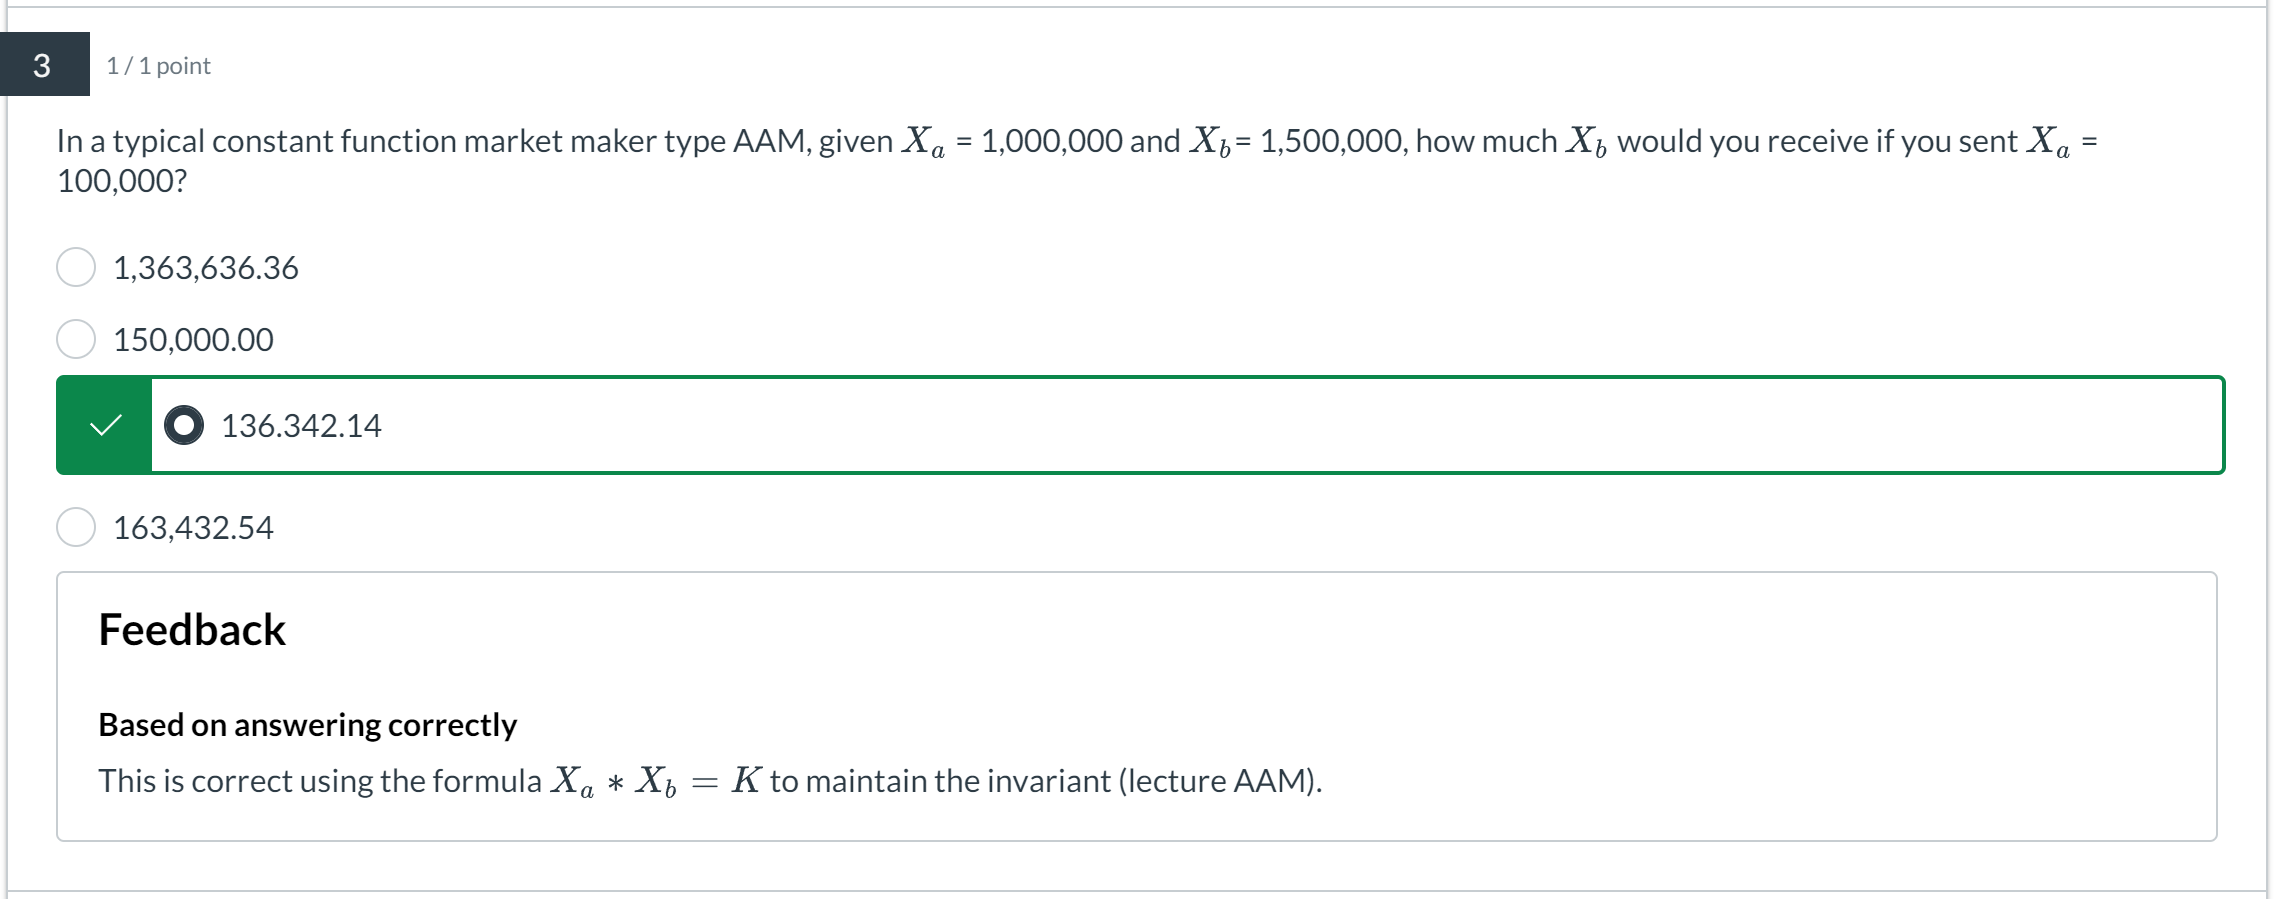 3
1 / 1 point
In a typical constant function market maker type AAM, given Xₐ = 1,000,000 and X_b= 1,500,000, how much X_b would you receive if you sent Xₐ =
100,000?
1,363,636.36
150,000.00
136.342.14
163,432.54
Feedback
Based on answering correctly
This is correct using the formula Xₐ * X_b = K to maintain the invariant (lecture AAM).